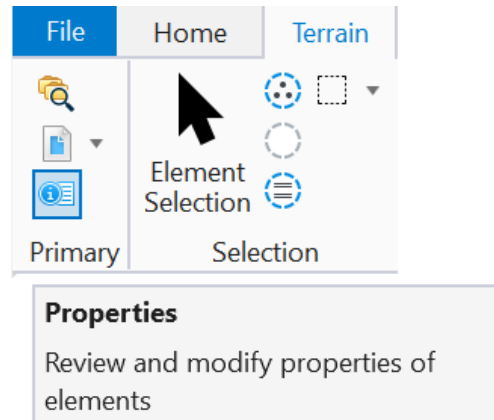 File Home Terrain
Element
Selection
Primary Selection
Properties
Review and modify properties of
elements